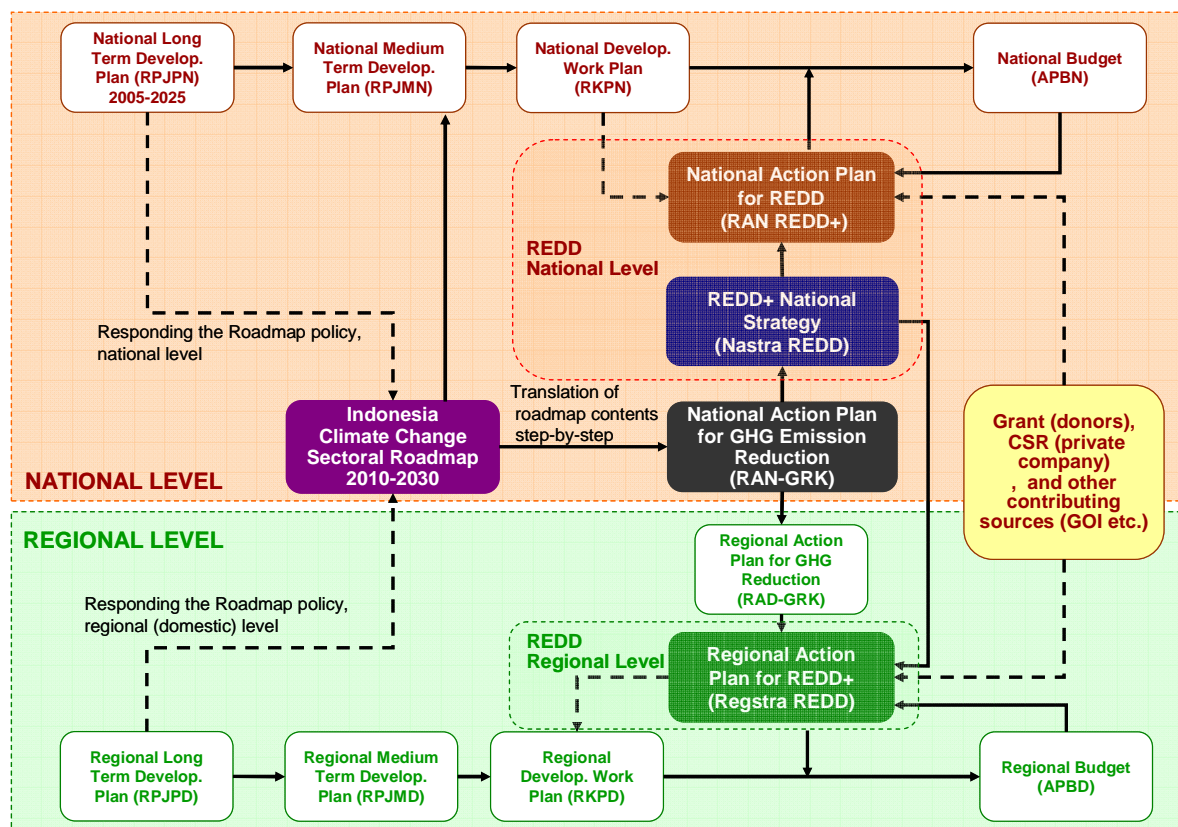 National Long
Term Develop.
Plan (RPJPN)
2005-2025
National Medium
Term Develop.
Plan (RPJMN)
National Develop.
Work Plan
(RKPN)
National Budget
(APBN)
National Action Plan
for REDD
(RAN REDD+)
REDD
National Level
REDD+ National
Strategy
(Nastra REDD)
Responding the Roadmap policy,
national level
Translation of
roadmap contents
step-by-step
Indonesia
Climate Change
Sectoral Roadmap
2010-2030
National Action Plan
for GHG Emission
Reduction
(RAN-GRK)
Grant (donors),
CSR (private
company)
, and other
contributing
sources (GOI etc.)
NATIONAL LEVEL
REGIONAL LEVEL
Regional Action
Plan for GHG
Reduction
(RAD-GRK)
Responding the Roadmap policy,
regional (domestic) level
REDD
Regional Level
Regional Action
Plan for REDD+
(Regstra REDD)
Regional Long
Term Develop.
Plan (RPJPD)
Regional Medium
Term Develop.
Plan (RPJMD)
Regional
Develop. Work
Plan (RKPD)
Regional Budget
(APBD)